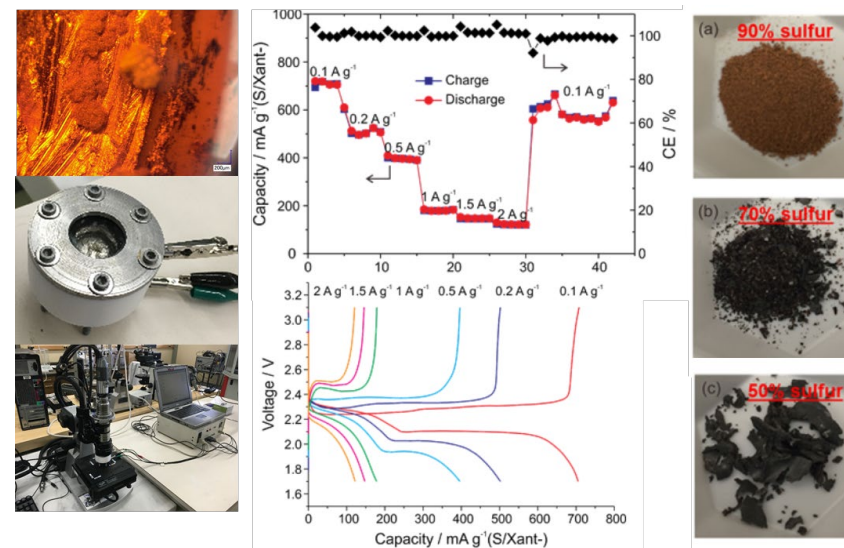 200µm
1000
800
600
400
200
0
Capacity / mA g⁻¹(S/Xant-)
0.1 A g⁻¹
0.2 A g⁻¹
0.5 A g⁻¹
1 A g⁻¹
1.5 A g⁻¹
2 A g⁻¹
0.1 A g⁻¹
Charge
Discharge
100
80
60
40
20
0
CE / %
0 10 20 30 40
2 A g⁻¹ 1.5 A g⁻¹ 1 A g⁻¹ 0.5 A g⁻¹ 0.2 A g⁻¹ 0.1 A g⁻¹
3.2
3.0
2.8
2.6
2.4
2.2
2.0
1.8
1.6
Voltage / V
0 100 200 300 400 500 600 700 800
Capacity / mA g⁻¹(S/Xant-)
(a) 90% sulfur
(b) 70% sulfur
(c) 50% sulfur